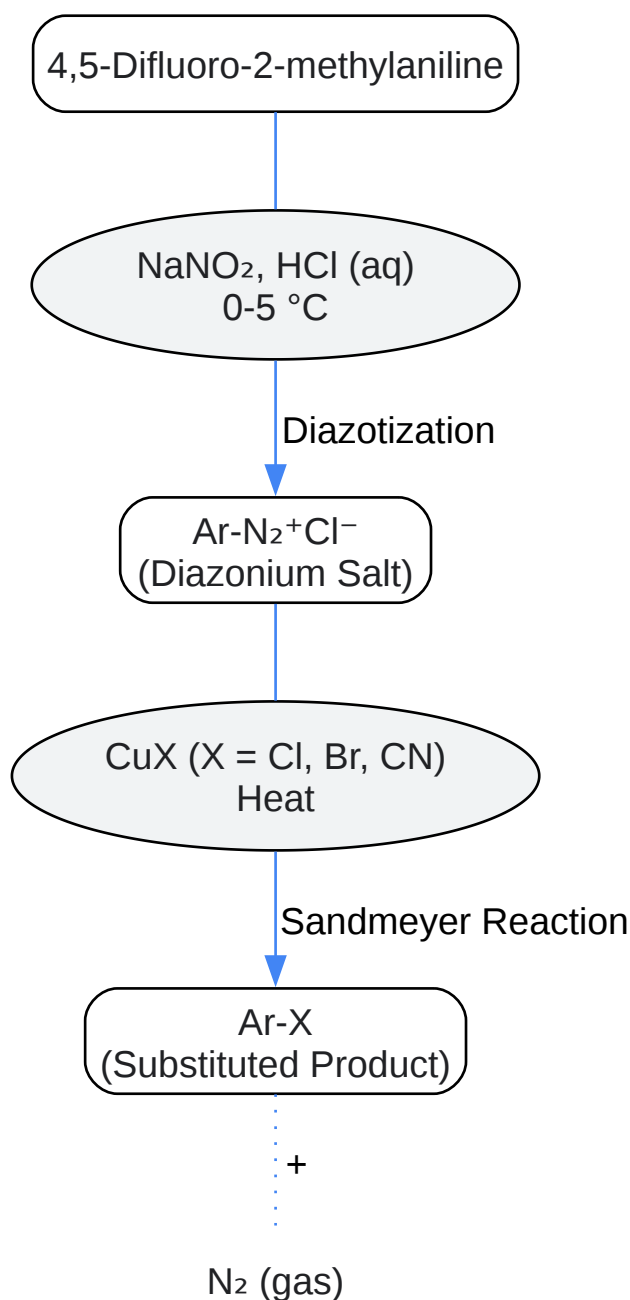 4,5-Difluoro-2-methylaniline
NaNO₂, HCl (aq)
0-5 °C
Diazotization
Ar-N₂⁺Cl⁻
(Diazonium Salt)
CuX (X = Cl, Br, CN)
Heat
Sandmeyer Reaction
Ar-X
(Substituted Product)
+
N₂ (gas)